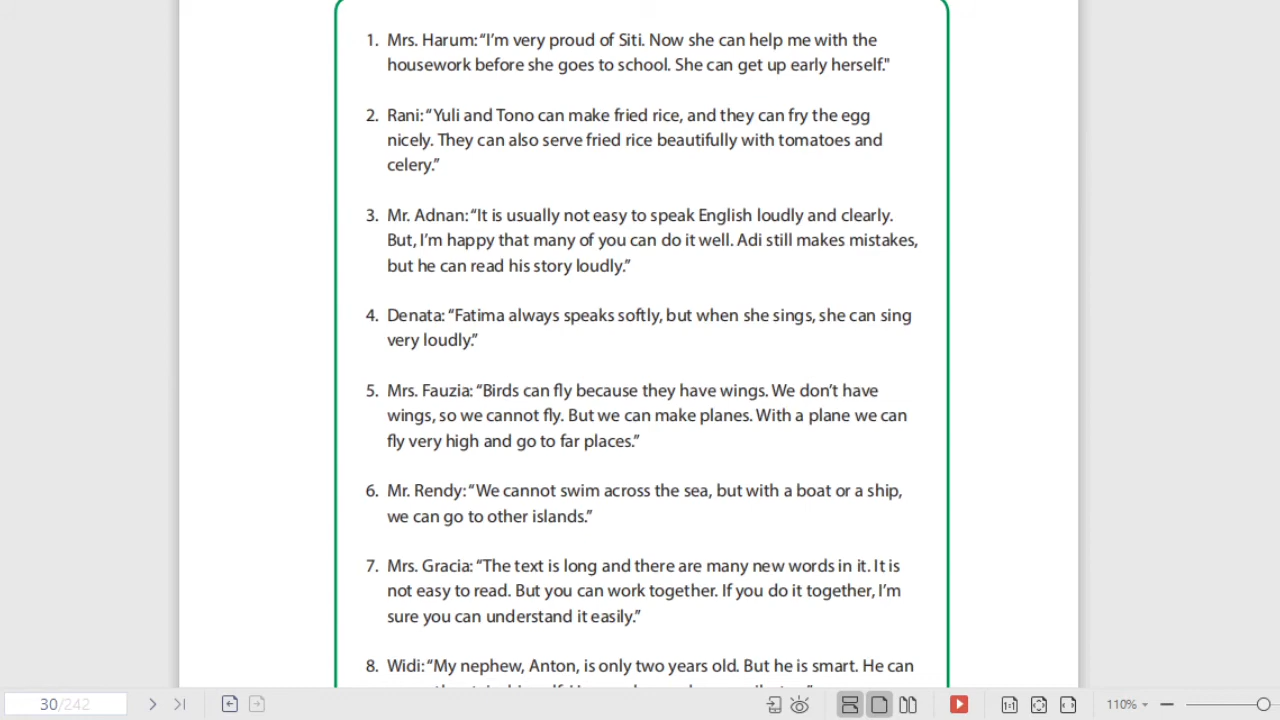 1. Mrs. Harum: “I’m very proud of Siti. Now she can help me with the
housework before she goes to school. She can get up early herself."
2. Rani: “Yuli and Tono can make fried rice, and they can fry the egg
nicely. They can also serve fried rice beautifully with tomatoes and
celery.”
3. Mr. Adnan: “It is usually not easy to speak English loudly and clearly.
But, I’m happy that many of you can do it well. Adi still makes mistakes,
but he can read his story loudly.”
4. Denata: “Fatima always speaks softly, but when she sings, she can sing
very loudly.”
5. Mrs. Fauzia: “Birds can fly because they have wings. We don’t have
wings, so we cannot fly. But we can make planes. With a plane we can
fly very high and go to far places.”
6. Mr. Rendy: “We cannot swim across the sea, but with a boat or a ship,
we can go to other islands.”
7. Mrs. Gracia: “The text is long and there are many new words in it. It is
not easy to read. But you can work together. If you do it together, I’m
sure you can understand it easily.”
8. Widi: “My nephew, Anton, is only two years old. But he is smart. He can
30/242
110%